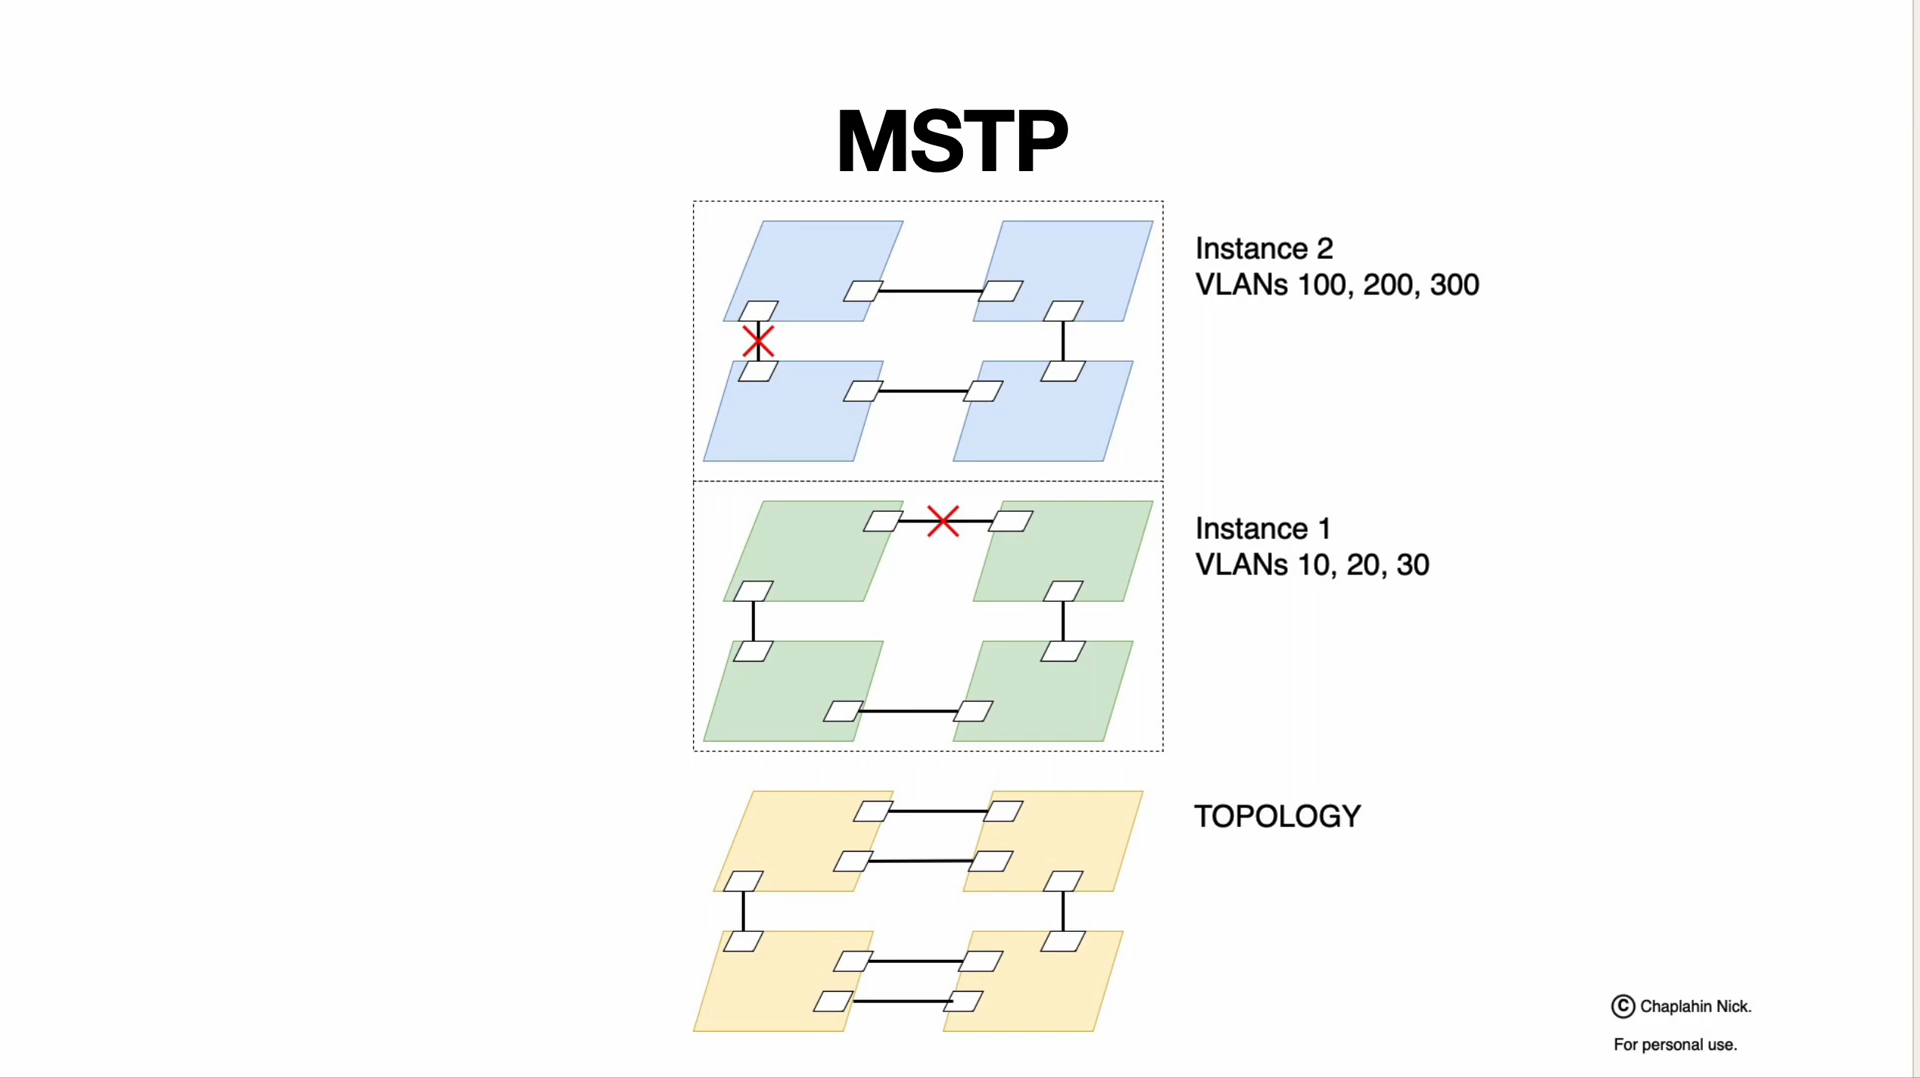 MSTP
Instance 2
VLANs 100, 200, 300
Instance 1
VLANs 10, 20, 30
TOPOLOGY
© Chaplahin Nick.
For personal use.